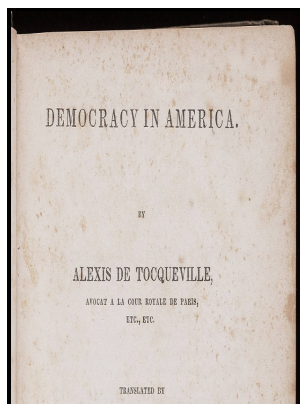 DEMOCRACY IN AMERICA.
BY
ALEXIS DE TOCQUEVILLE,
AVOCAT A LA COUR ROYALE DE PARIS,
ETC., ETC.
TRANSLATED BY